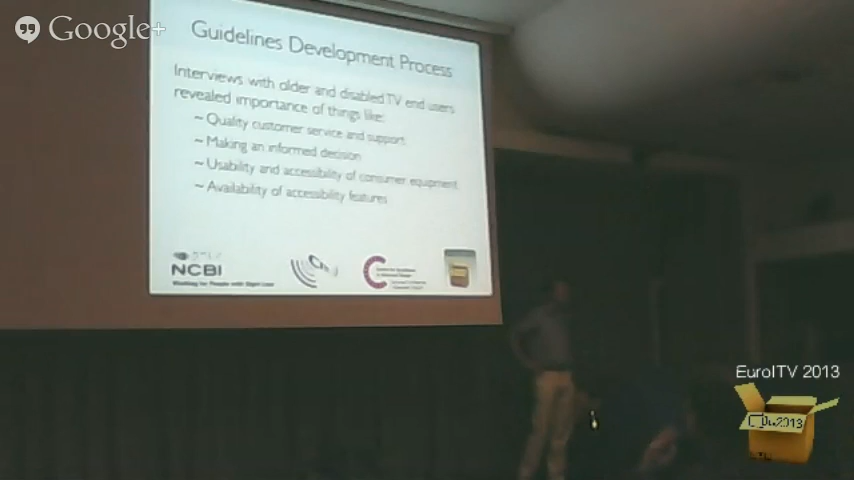 Google+
Guidelines Development Process
Interviews with older and disabled TV end users
revealed importance of things like:
~ Quality customer service and support
~ Making an informed decision
~ Usability and accessibility of consumer equipment
~ Availability of accessibility features
NCBI
Working for People with Sight Loss
EuroITV 2013
2013